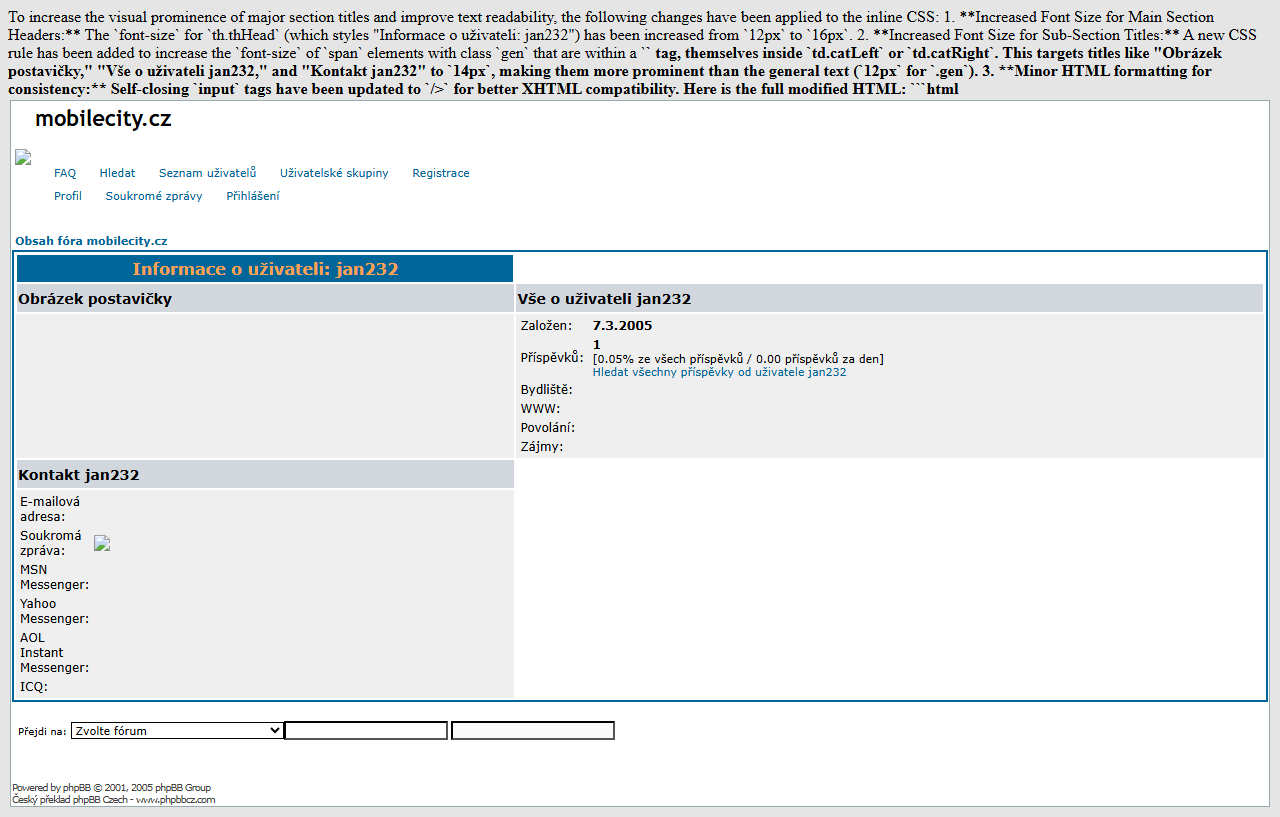 To increase the visual prominence of major section titles and improve text readability, the following changes have been applied to the inline CSS: 1. **Increased Font Size for Main Section
Headers:** The `font-size` for `th.thHead` (which styles "Informace o uživateli: jan232") has been increased from `12px` to `16px`. 2. **Increased Font Size for Sub-Section Titles:** A new CSS
rule has been added to increase the `font-size` of `span` elements with class `gen` that are within a `` tag, themselves inside `td.catLeft` or `td.catRight`. This targets titles like "Obrázek
postavičky," "Vše o uživateli jan232," and "Kontakt jan232" to `14px`, making them more prominent than the general text (`12px` for `.gen`). 3. **Minor HTML formatting for
consistency:** Self-closing `input` tags have been updated to `/>` for better XHTML compatibility. Here is the full modified HTML: ```html
mobilecity.cz
FAQ Hledat Seznam uživatelů Uživatelské skupiny Registrace
Profil Soukromé zprávy Přihlášení
Obsah fóra mobilecity.cz
Informace o uživateli: jan232
Obrázek postavičky Vše o uživateli jan232
Založen: 7.3.2005
Příspěvků: 1
[0.05% ze všech příspěvků / 0.00 příspěvků za den]
Hledat všechny příspěvky od uživatele jan232
Bydliště:
WWW:
Povolání:
Zájmy:
Kontakt jan232
E-mailová
adresa:
Soukromá
zpráva:
MSN
Messenger:
Yahoo
Messenger:
AOL
Instant
Messenger:
ICQ:
Přejdi na: Zvolte fórum
Powered by phpBB © 2001, 2005 phpBB Group
Český překlad phpBB Czech - www.phpbbcz.com